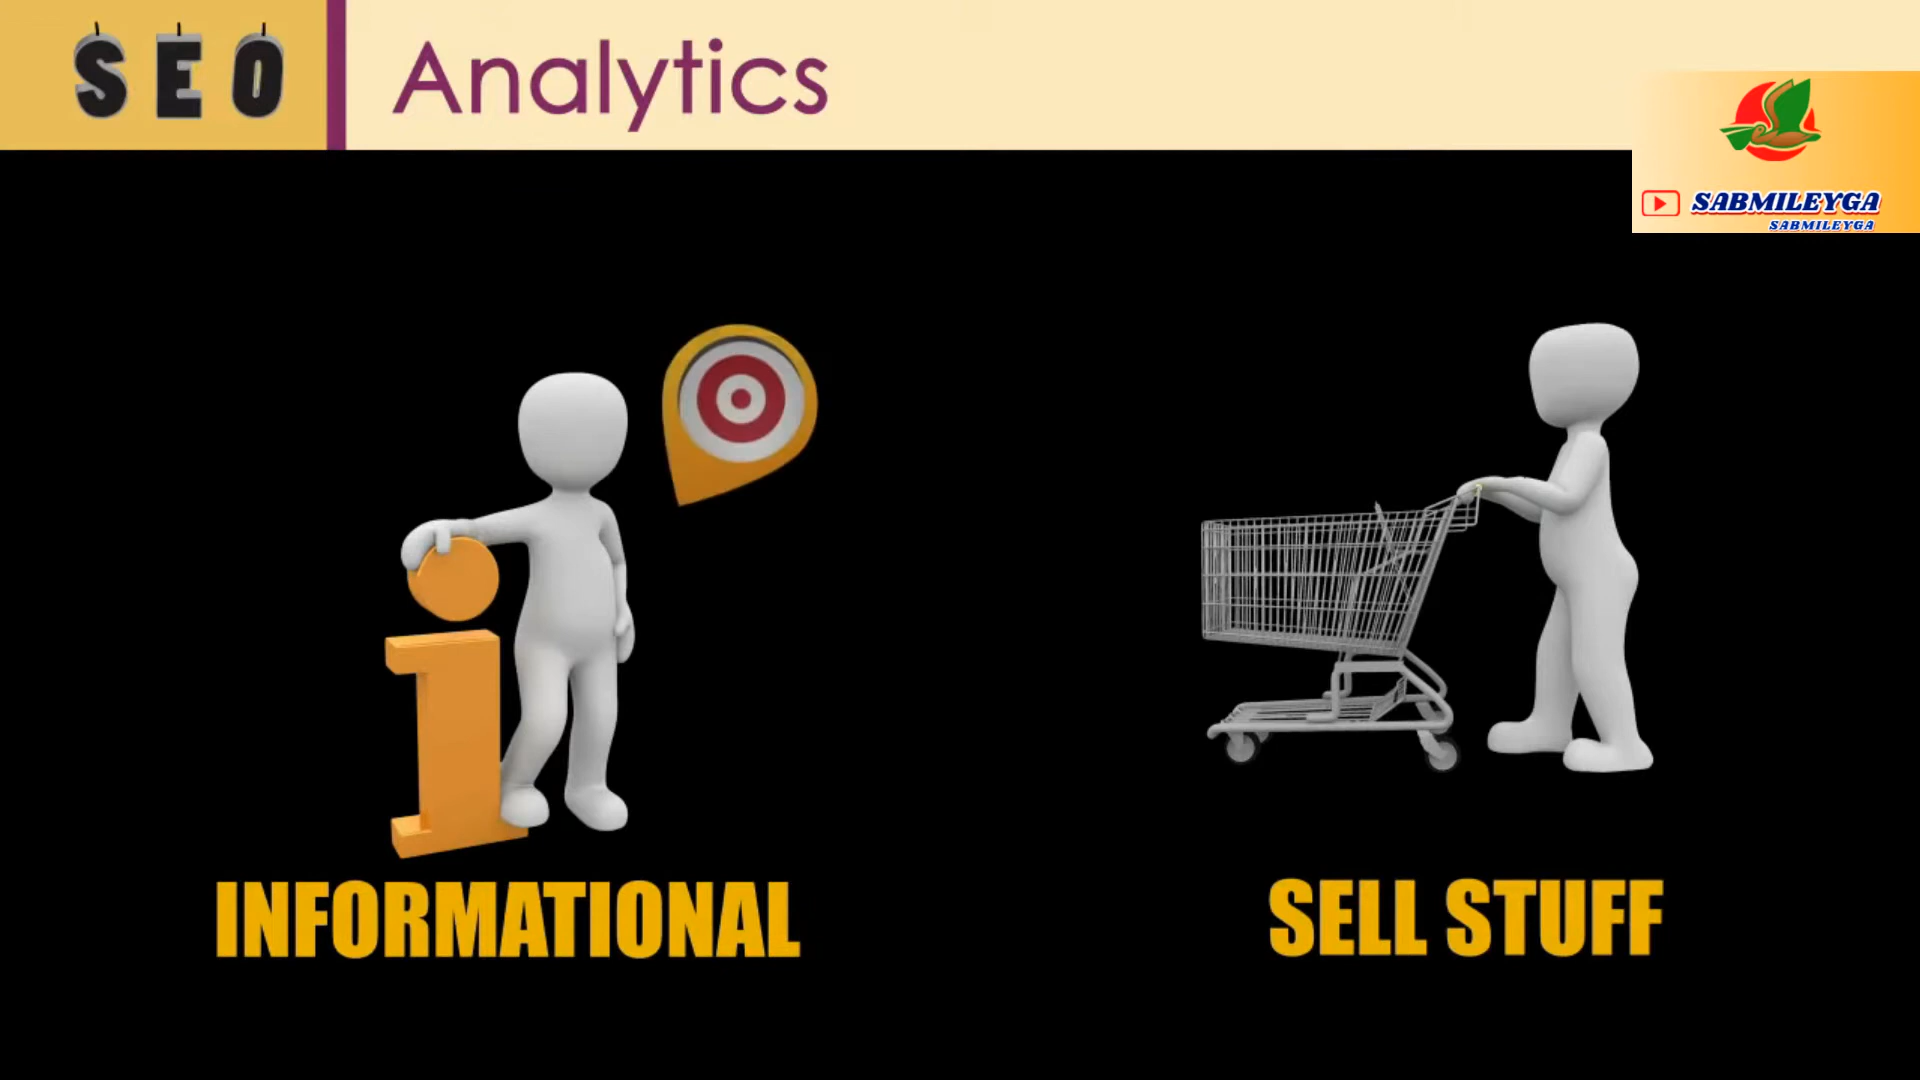 SEO
Analytics
SABMILEYGA
SABMILEYGA
INFORMATIONAL
SELL STUFF